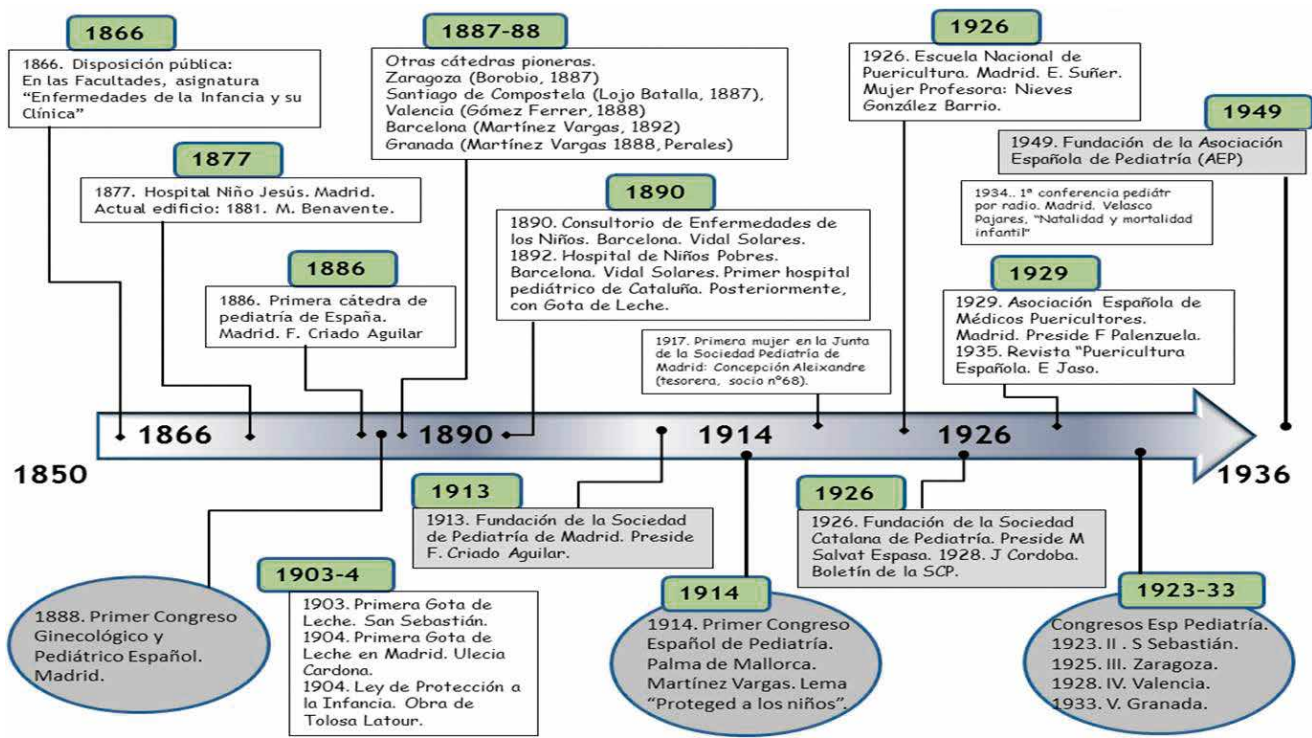 1866
1866. Disposición pública:
En las Facultades, asignatura
“Enfermedades de la Infancia y su
Clínica”
1887-88
Otras cátedras pioneras.
Zaragoza (Borobio, 1887)
Santiago de Compostela (Lojo Batalla, 1887),
Valencia (Gómez Ferrer, 1888)
Barcelona (Martínez Vargas, 1892)
Granada (Martínez Vargas 1888, Perales)
1926
1926. Escuela Nacional de
Puericultura. Madrid. E. Suñer.
Mujer Profesora: Nieves
González Barrio.
1949
1949. Fundación de la Asociación
Española de Pediatría (AEP)
1877
1877. Hospital Niño Jesús. Madrid.
Actual edificio: 1881. M. Benavente.
1890
1890. Consultorio de Enfermedades de
los Niños. Barcelona. Vidal Solares.
1892. Hospital de Niños Pobres.
Barcelona. Vidal Solares. Primer hospital
pediátrico de Cataluña. Posteriormente,
con Gota de Leche.
1934.. 1ª conferencia pediátr
por radio. Madrid. Velasco
Pajares, “Natalidad y mortalidad
infantil”
1886
1886. Primera cátedra de
pediatría de España.
Madrid. F. Criado Aguilar
1929
1929. Asociación Española de
Médicos Puericultores.
Madrid. Preside F Palenzuela.
1935. Revista “Puericultura
Española. E Jaso.
1917. Primera mujer en la Junta
de la Sociedad Pediatría de
Madrid: Concepción Aleixandre
(tesorera, socio nº68).
1850
1866
1890
1914
1926
1936
1913
1913. Fundación de la Sociedad
de Pediatría de Madrid. Preside
F. Criado Aguilar.
1926
1926. Fundación de la Sociedad
Catalana de Pediatría. Preside M
Salvat Espasa. 1928. J Cordoba.
Boletín de la SCP.
1888. Primer Congreso
Ginecológico y
Pediátrico Español.
Madrid.
1903-4
1903. Primera Gota de
Leche. San Sebastián.
1904. Primera Gota de
Leche en Madrid. Ulecia
Cardona.
1904. Ley de Protección a
la Infancia. Obra de
Tolosa Latour.
1914
1914. Primer Congreso
Español de Pediatría.
Palma de Mallorca.
Martínez Vargas. Lema
“Proteged a los niños”.
1923-33
Congresos Esp Pediatría.
1923. II . S Sebastián.
1925. III. Zaragoza.
1928. IV. Valencia.
1933. V. Granada.